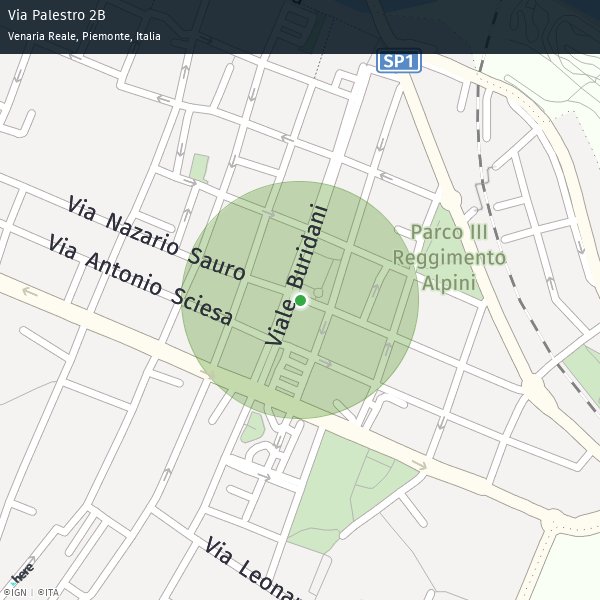 Via Palestro 2B
Venaria Reale, Piemonte, Italia
SP1
Via Nazario Sauro
Via Antonio Sciesa
Viale Buridani
Parco III
Reggimento
Alpini
Via Leonar
here
©IGN | ©ITA